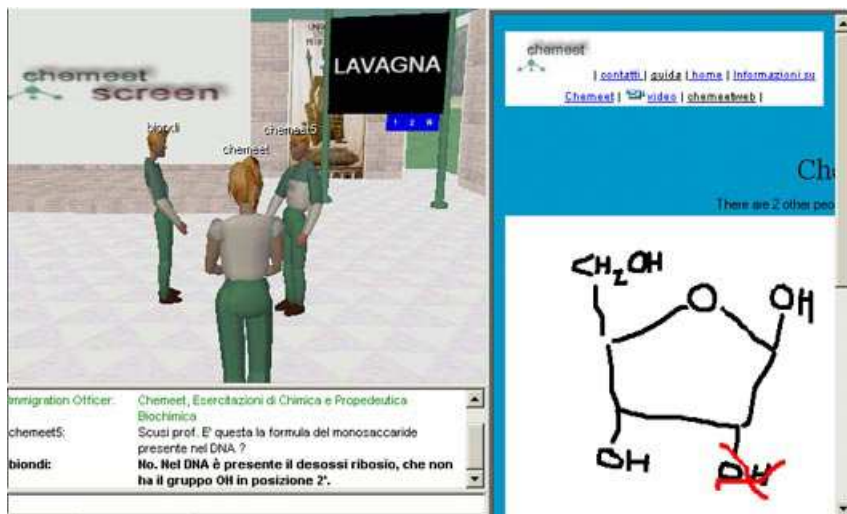 chemeet
screen
LAVAGNA
1 2 R
biondi
chemeet5
chemeet
Immigration Officer: Chemeet, Esercitazioni di Chimica e Propedeutica
Biochimica
chemeet5: Scusi prof. E' questa la formula del monosaccaride
presente nel DNA ?
biondi: No. Nel DNA è presente il desossi ribosio, che non
ha il gruppo OH in posizione 2'.
chemeet
| contatti | guida | home | Informazioni su
Chemeet | video | chemeetweb |
Ch
There are 2 other peo
CH2OH
O
OH
OH
OH